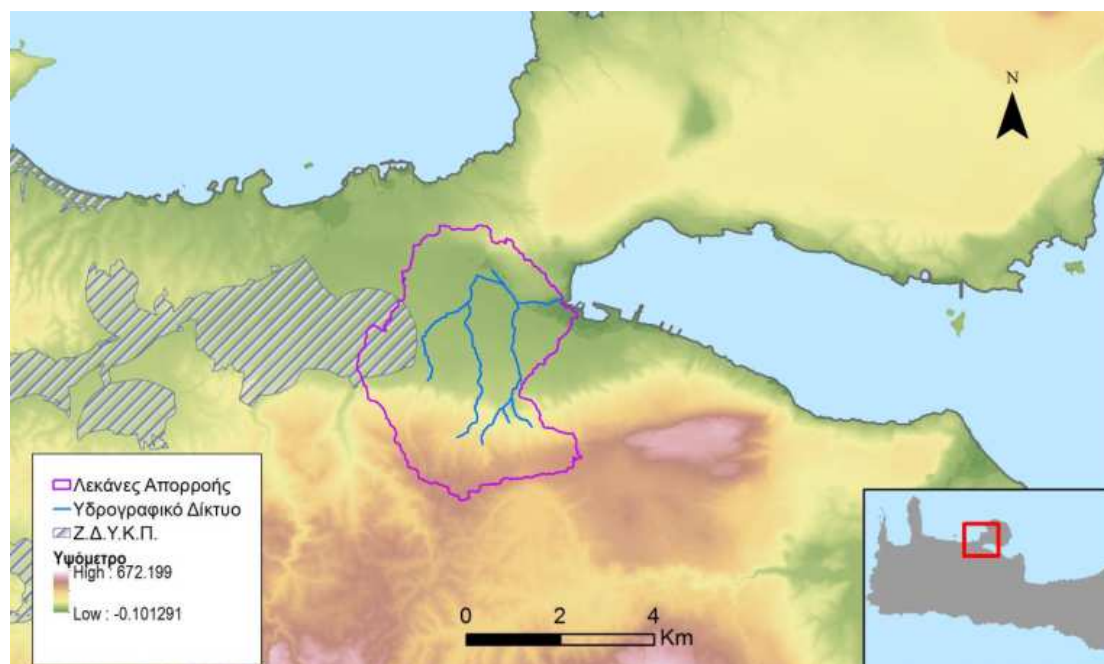 N
Λεκάνες Απορροής
Υδρογραφικό Δίκτυο
Ζ.Δ.Υ.Κ.Π.
Υψόμετρο
High : 672.199
Low : -0.101291
0 2 4
Km